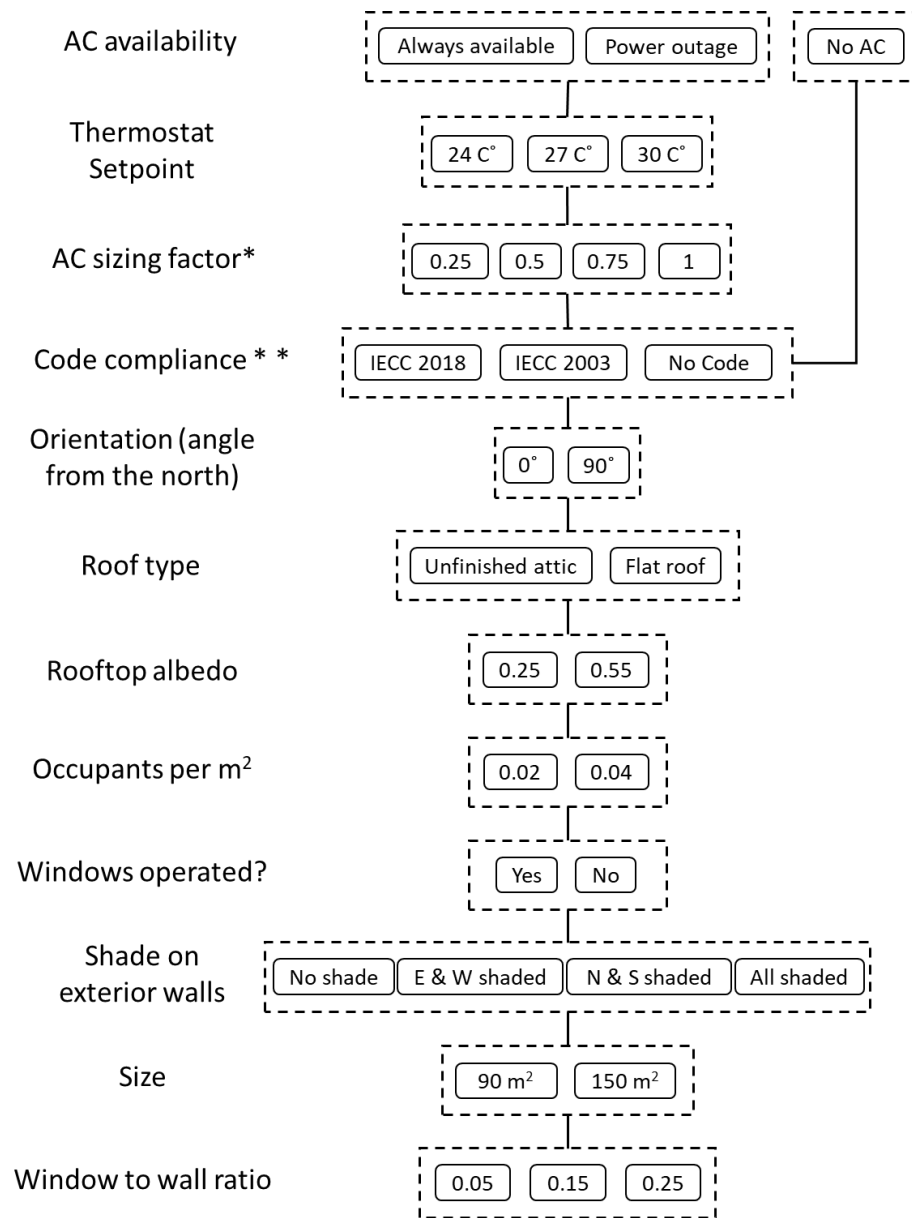 AC availability
Always available Power outage No AC
Thermostat
Setpoint
24 C° 27 C° 30 C°
AC sizing factor*
0.25 0.5 0.75 1
Code compliance * *
IECC 2018 IECC 2003 No Code
Orientation (angle
from the north)
0° 90°
Roof type
Unfinished attic Flat roof
Rooftop albedo
0.25 0.55
Occupants per m²
0.02 0.04
Windows operated?
Yes No
Shade on
exterior walls
No shade E & W shaded N & S shaded All shaded
Size
90 m² 150 m²
Window to wall ratio
0.05 0.15 0.25